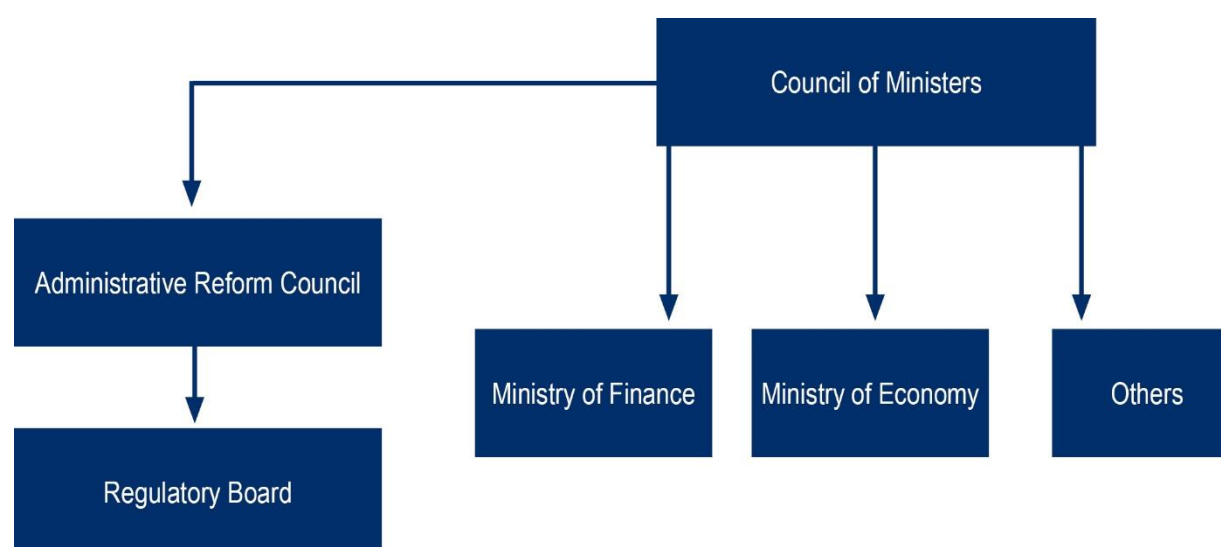 Council of Ministers
Administrative Reform Council
Ministry of Finance
Ministry of Economy
Others
Regulatory Board